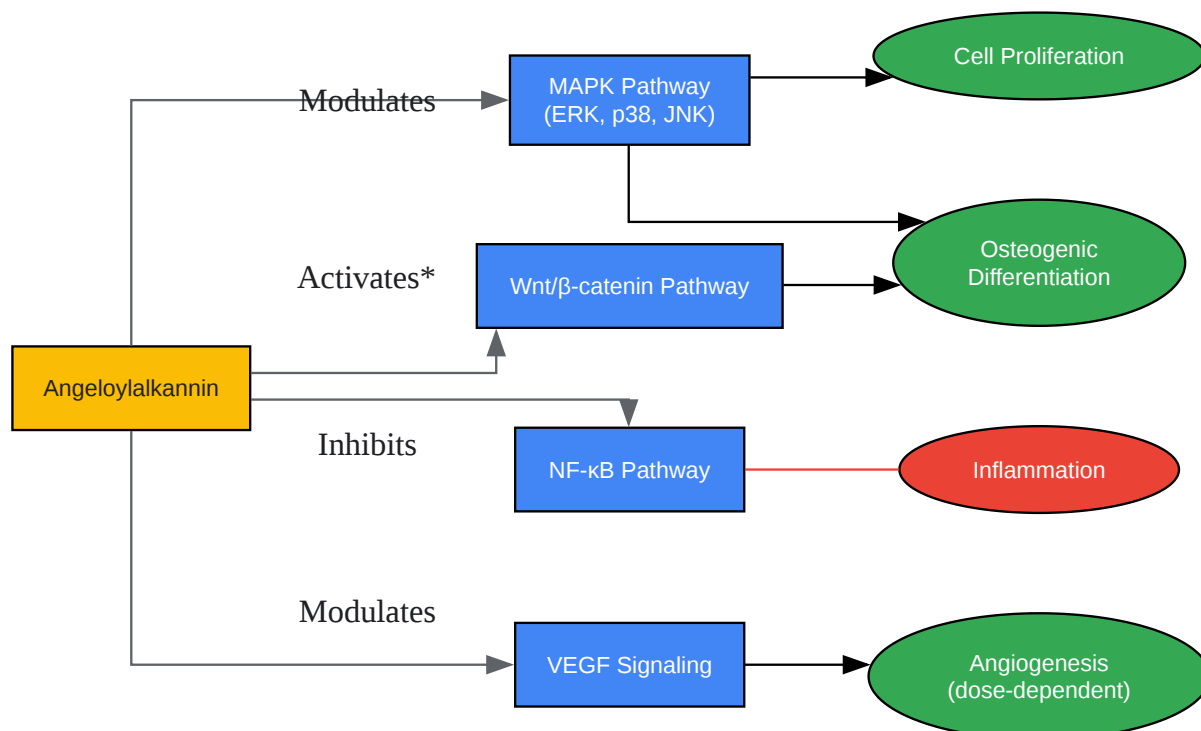 Cell Proliferation
Modulates
MAPK Pathway
(ERK, p38, JNK)
Osteogenic
Differentiation
Activates*
Wnt/β-catenin Pathway
Angeloylalkannin
Inhibits
NF-κB Pathway
Inflammation
Modulates
VEGF Signaling
Angiogenesis
(dose-dependent)